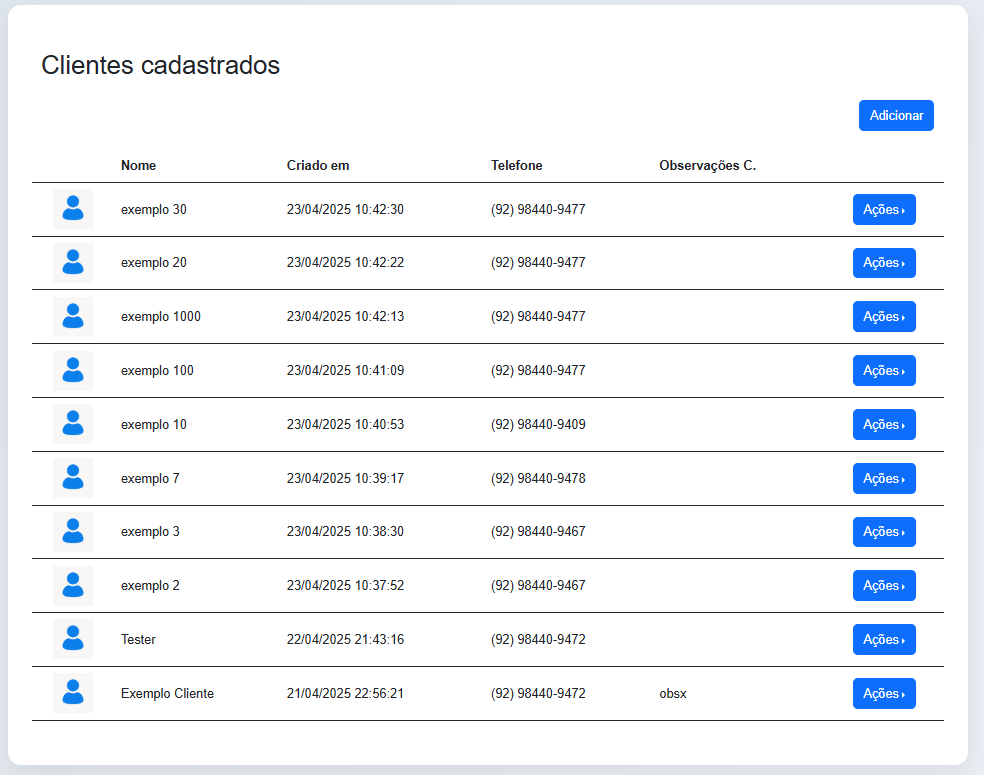 Clientes cadastrados
Adicionar
Nome Criado em Telefone Observações C.
exemplo 30 23/04/2025 10:42:30 (92) 98440-9477 Ações
exemplo 20 23/04/2025 10:42:22 (92) 98440-9477 Ações
exemplo 1000 23/04/2025 10:42:13 (92) 98440-9477 Ações
exemplo 100 23/04/2025 10:41:09 (92) 98440-9477 Ações
exemplo 10 23/04/2025 10:40:53 (92) 98440-9409 Ações
exemplo 7 23/04/2025 10:39:17 (92) 98440-9478 Ações
exemplo 3 23/04/2025 10:38:30 (92) 98440-9467 Ações
exemplo 2 23/04/2025 10:37:52 (92) 98440-9467 Ações
Tester 22/04/2025 21:43:16 (92) 98440-9472 Ações
Exemplo Cliente 21/04/2025 22:56:21 (92) 98440-9472 obsx Ações